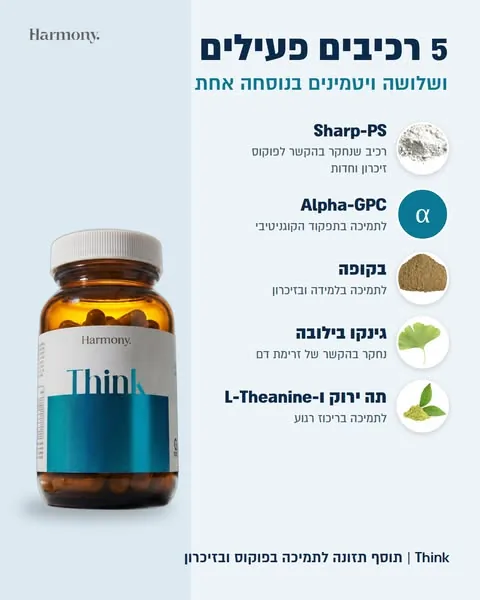 Harmony.
5 רכיבים פעילים
ושלושה ויטמינים בנוסחה אחת
Sharp-PS
רכיב שנחקר בהקשר לפוקוס
זיכרון וחדות
Alpha-GPC
לתמיכה בתפקוד הקוגניטיבי
α
בקופה
לתמיכה בלמידה ובזיכרון
גינקו בילובה
נחקר בהקשר של זרימת דם
תה ירוק ו-L-Theanine
לתמיכה בריכוז רגוע
Harmony.
Think
Think | תוסף תזונה לתמיכה בפוקוס ובזיכרון